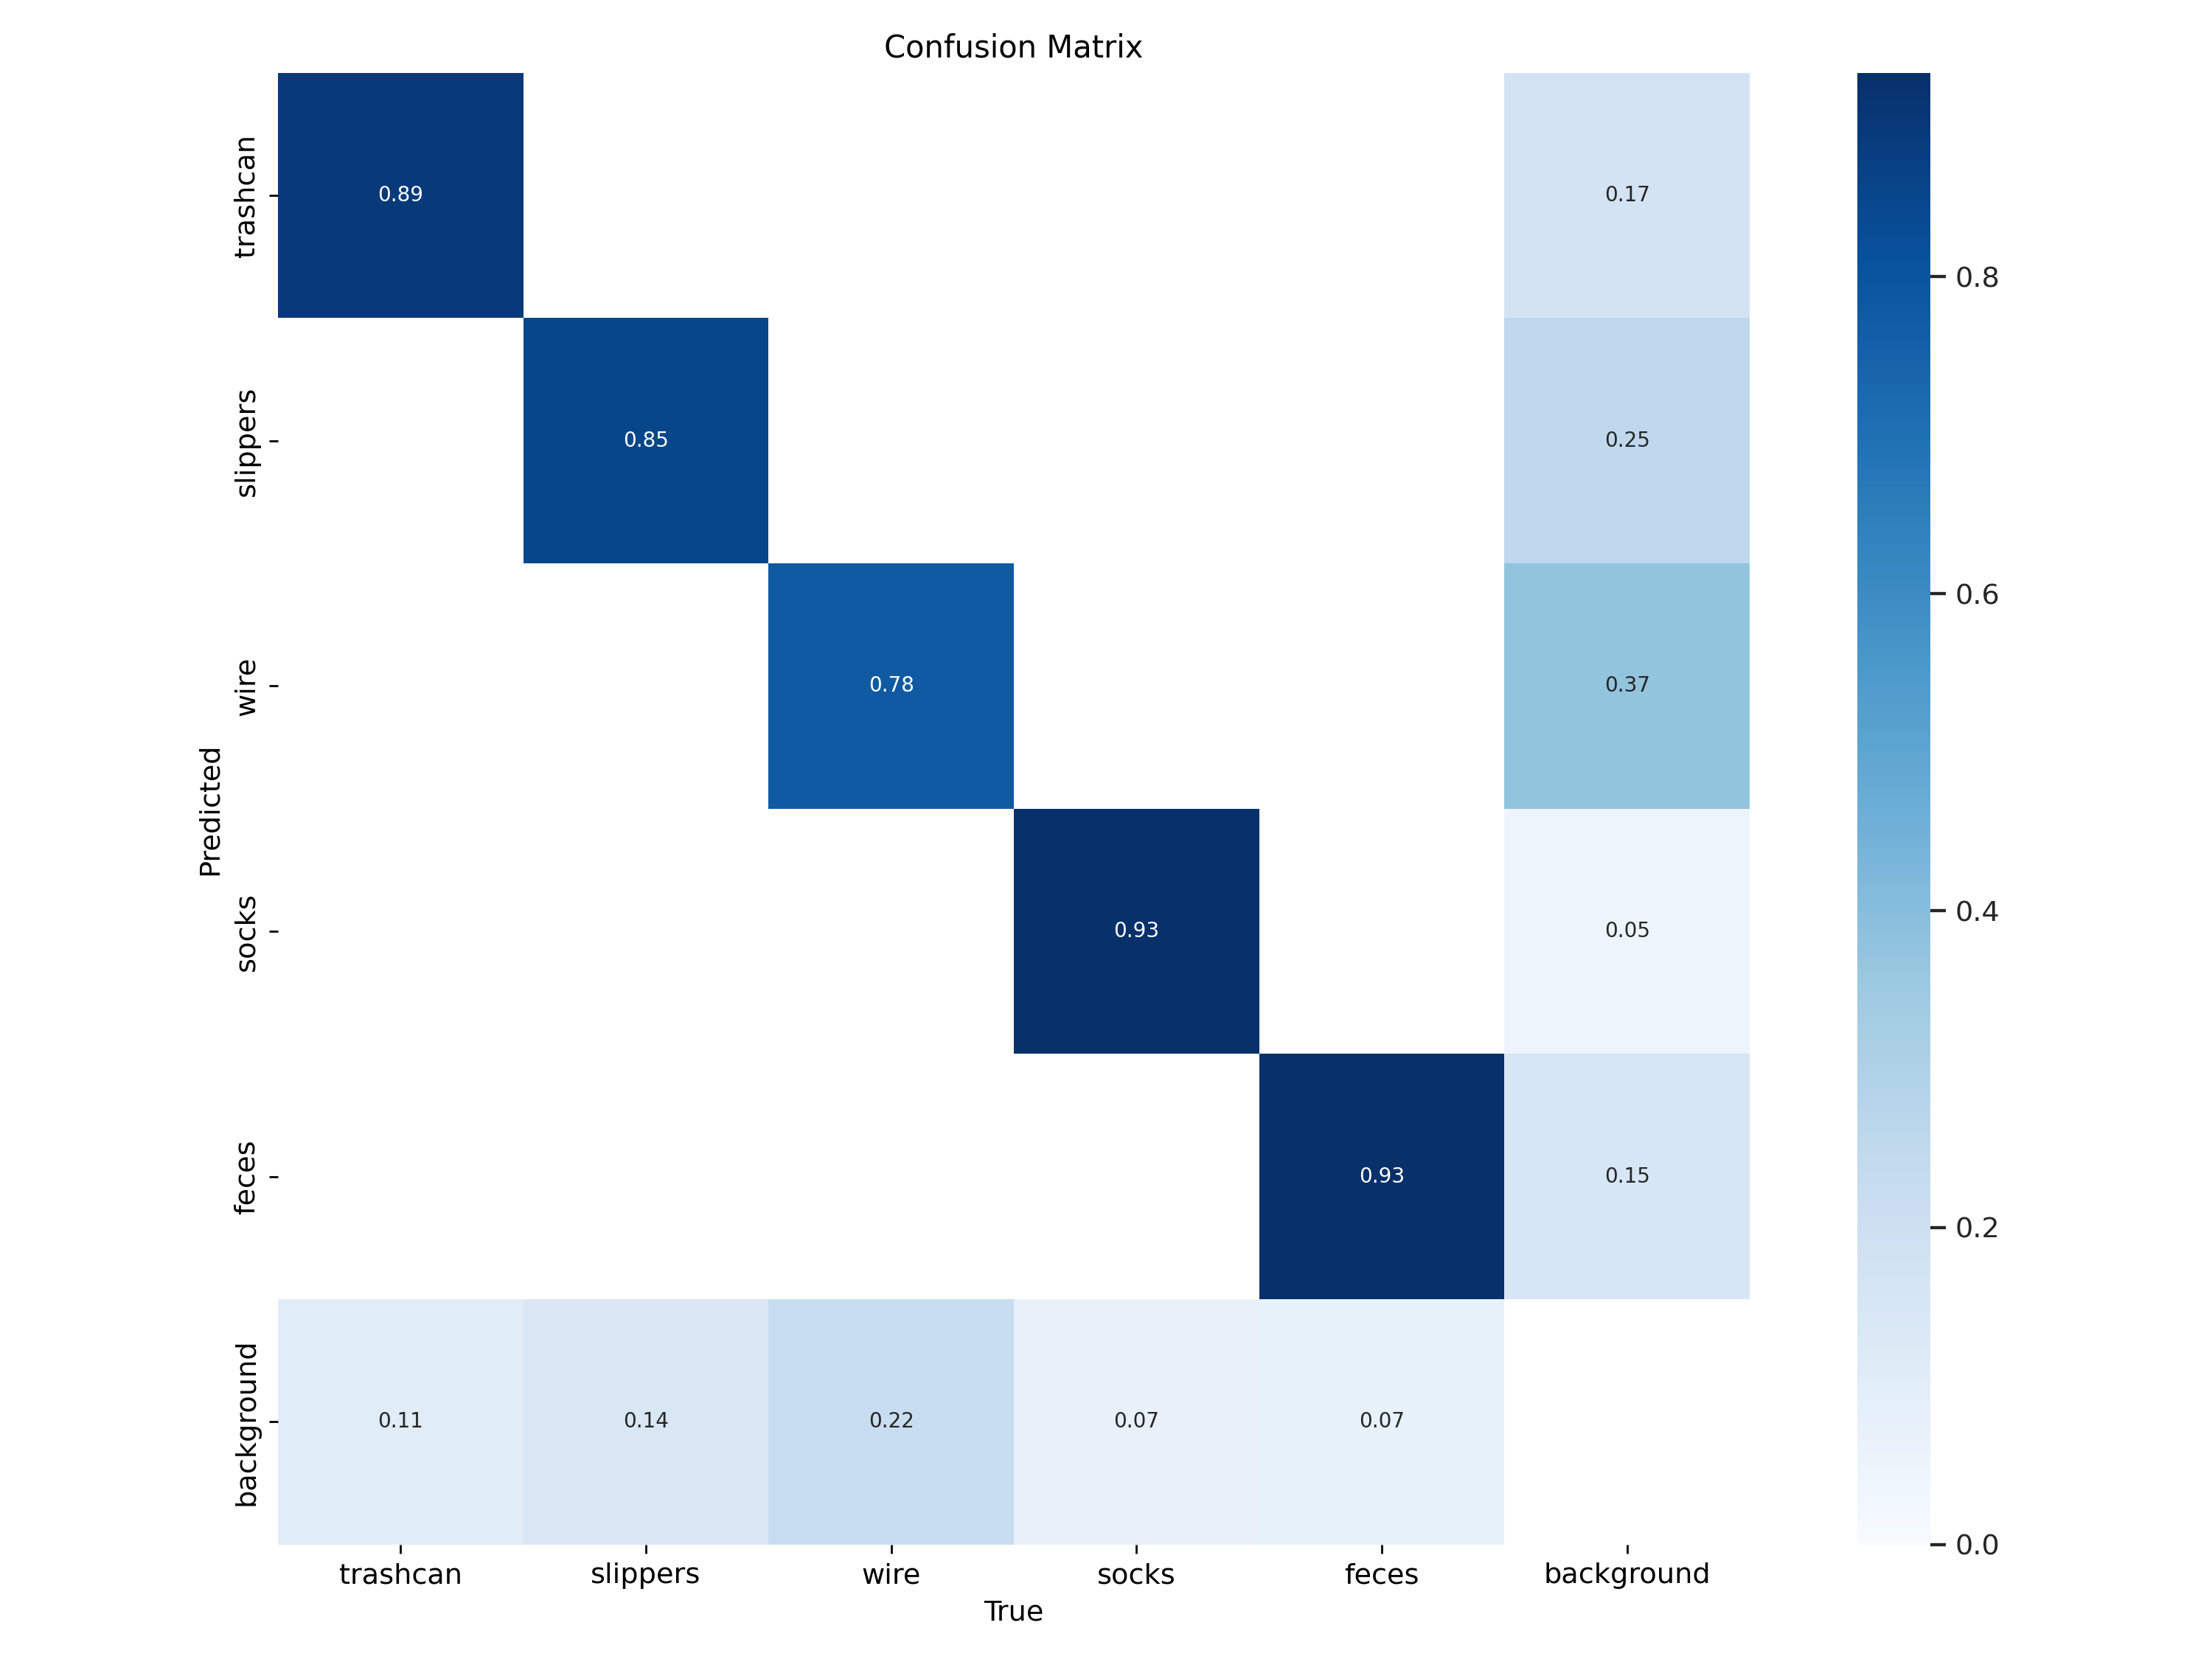 Confusion Matrix
trashcan
0.89
0.17
0.8
slippers
0.85
0.25
0.6
wire
0.78
0.37
Predicted
0.4
socks
0.93
0.05
feces
0.93
0.15
0.2
background
0.11 0.14 0.22 0.07 0.07
0.0
trashcan slippers wire socks feces background
True